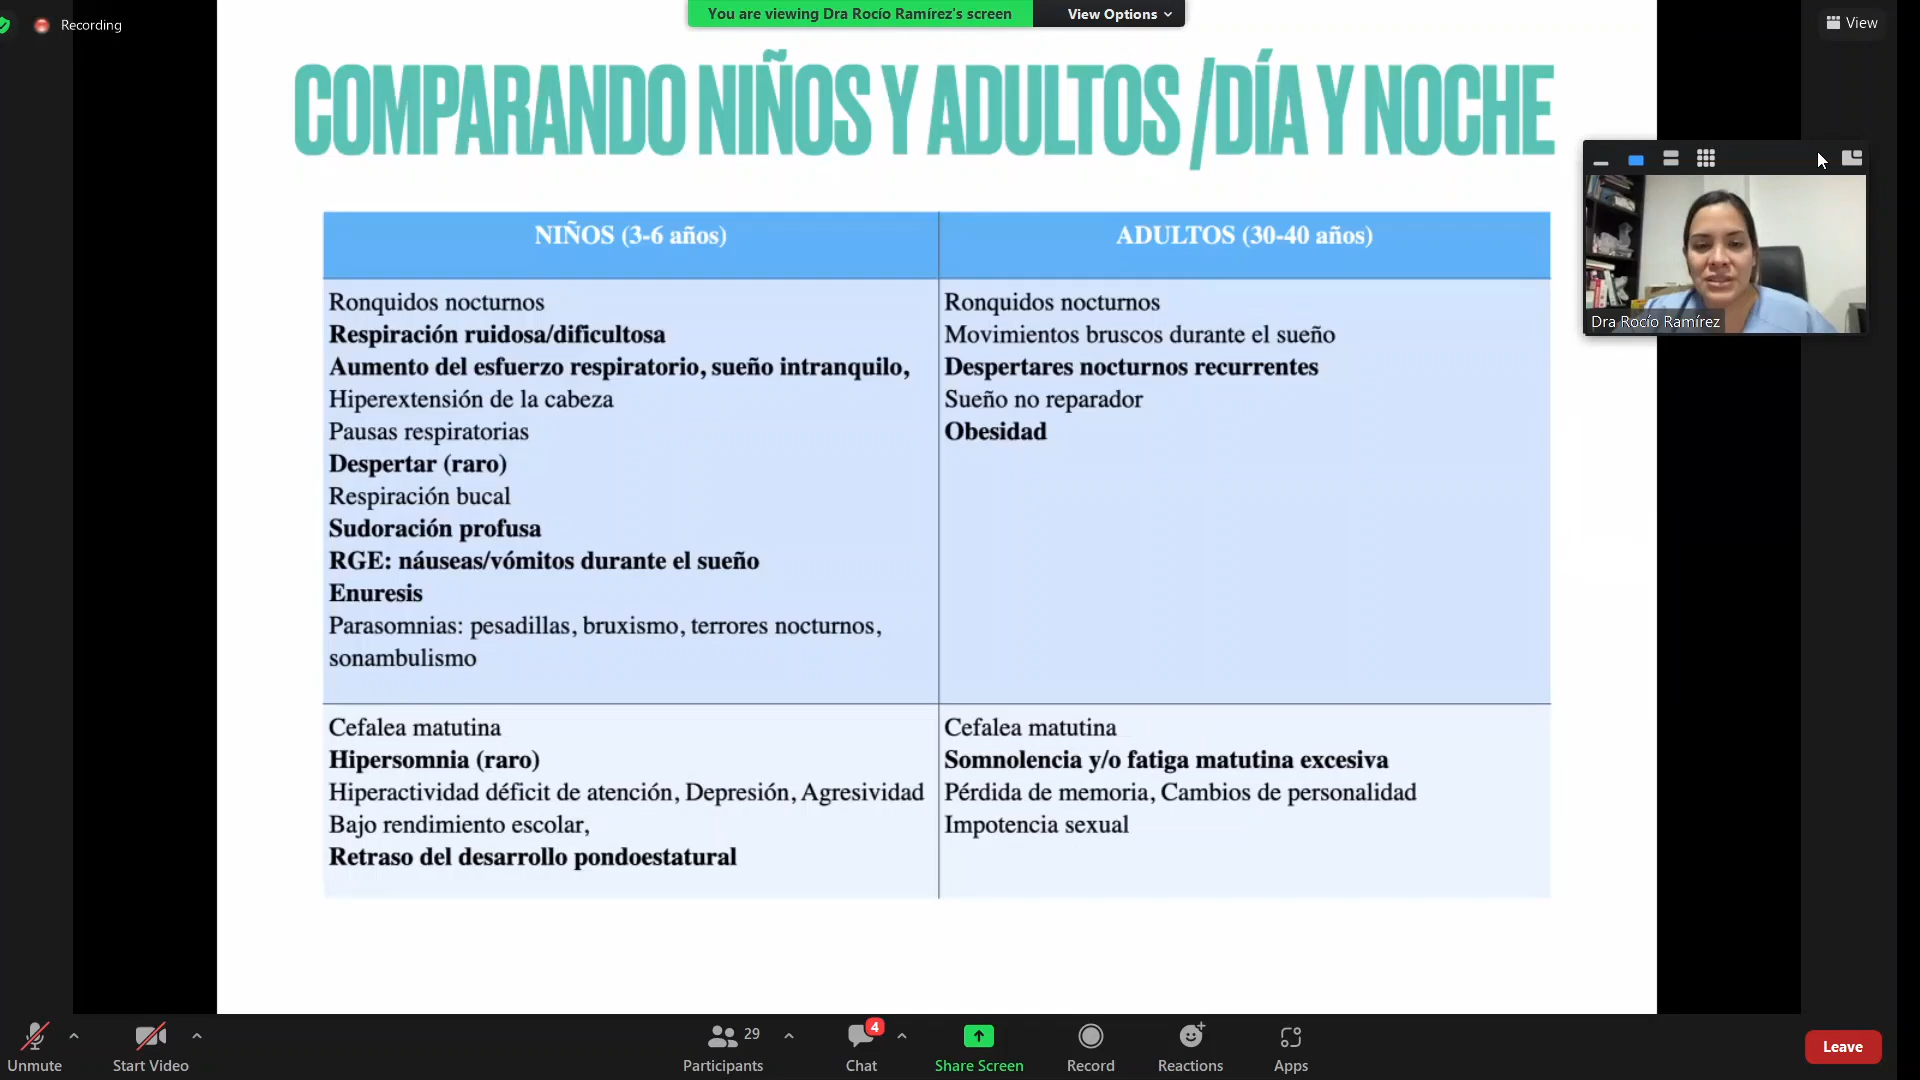 Recording
You are viewing Dra Rocío Ramírez's screen
View Options
View
COMPARANDO NIÑOS Y ADULTOS /DÍA Y NOCHE
Dra Rocío Ramírez
NIÑOS (3-6 años)
Ronquidos nocturnos
Respiración ruidosa/dificultosa
Aumento del esfuerzo respiratorio, sueño intranquilo,
Hiperextensión de la cabeza
Pausas respiratorias
Despertar (raro)
Respiración bucal
Sudoración profusa
RGE: náuseas/vómitos durante el sueño
Enuresis
Parasomnias: pesadillas, bruxismo, terrores nocturnos,
sonambulismo
Cefalea matutina
Hipersomnia (raro)
Hiperactividad déficit de atención, Depresión, Agresividad
Bajo rendimiento escolar,
Retraso del desarrollo pondoestatural
ADULTOS (30-40 años)
Ronquidos nocturnos
Movimientos bruscos durante el sueño
Despertares nocturnos recurrentes
Sueño no reparador
Obesidad
Cefalea matutina
Somnolencia y/o fatiga matutina excesiva
Pérdida de memoria, Cambios de personalidad
Impotencia sexual
Unmute
Start Video
29
Participants
4
Chat
Share Screen
Record
Reactions
Apps
Leave